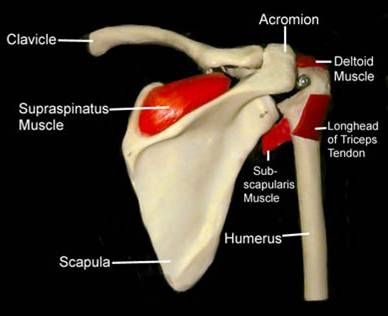 Acromion
Clavicle
Deltoid
Muscle
Supraspinatus
Muscle
Longhead
of Triceps
Tendon
Sub-
scapularis
Muscle
Humerus
Scapula